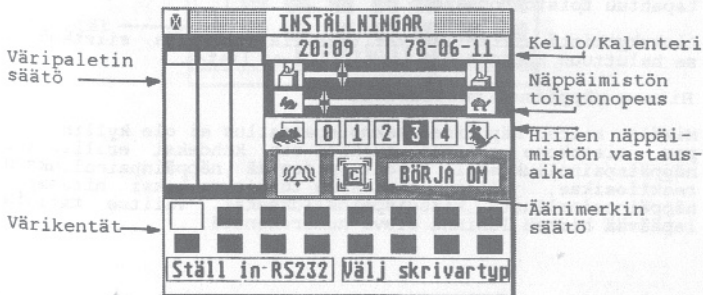 INSTÄLLNINGAR
20:09 78-06-11
Väripaletin
säätö
Kello/Kalenteri
Näppäimistön
toistonopeus
0 1 2 3 4
Hiiren näppäi-
mistön vastaus-
aika
C BÖRJA OM
Äänimerkin
säätö
Värikentät
Ställ in RS232 Välj skrivartyp